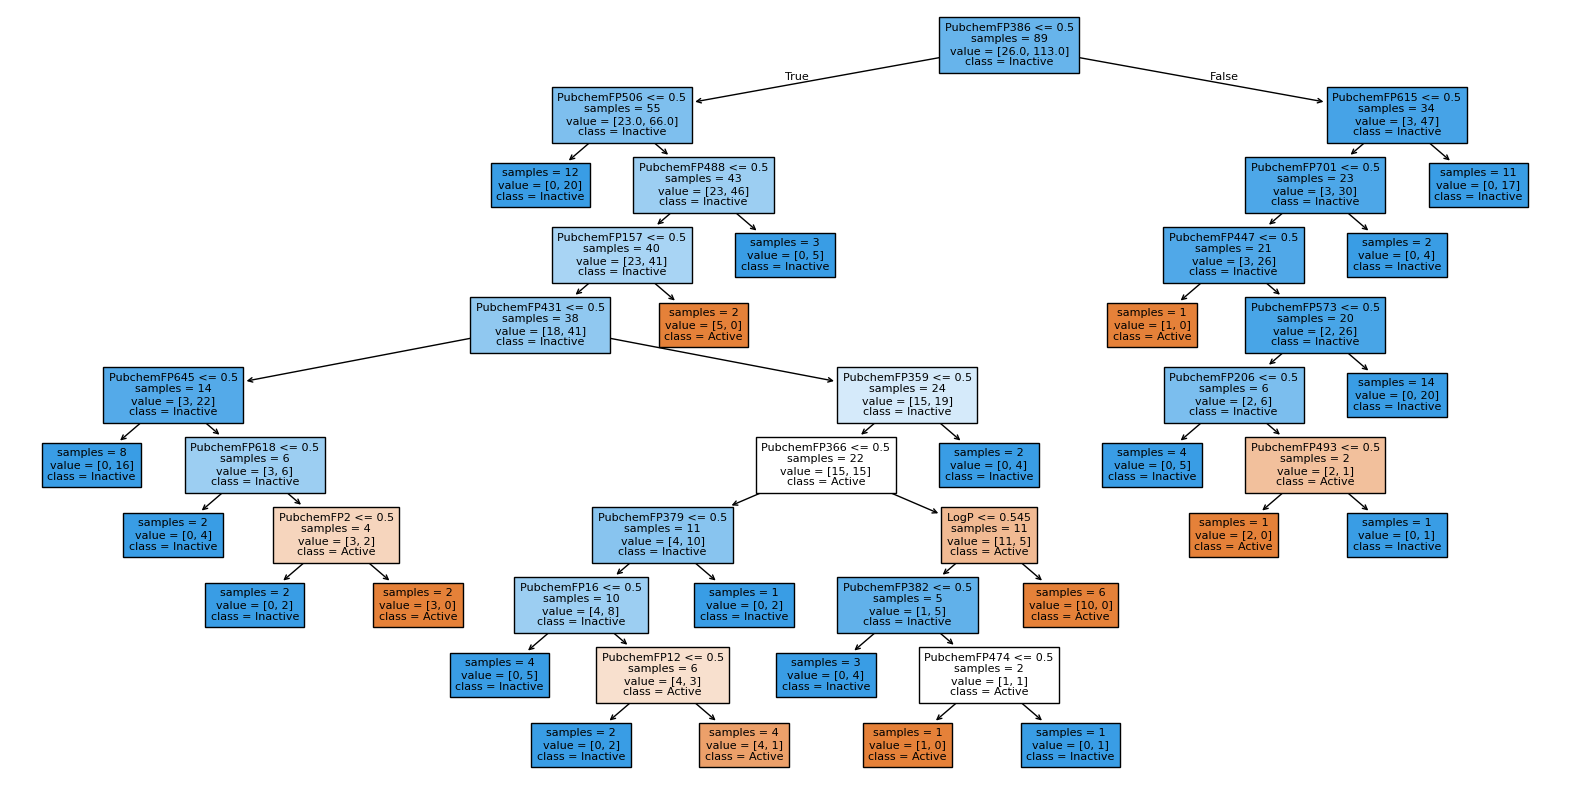 PubchemFP386 <= 0.5
samples = 89
value = [26.0, 113.0]
class = Inactive
True
False
PubchemFP506 <= 0.5
samples = 55
value = [23.0, 66.0]
class = Inactive
PubchemFP615 <= 0.5
samples = 34
value = [3, 47]
class = Inactive
samples = 12
value = [0, 20]
class = Inactive
PubchemFP488 <= 0.5
samples = 43
value = [23, 46]
class = Inactive
PubchemFP701 <= 0.5
samples = 23
value = [3, 30]
class = Inactive
samples = 11
value = [0, 17]
class = Inactive
PubchemFP157 <= 0.5
samples = 40
value = [23, 41]
class = Inactive
samples = 3
value = [0, 5]
class = Inactive
PubchemFP447 <= 0.5
samples = 21
value = [3, 26]
class = Inactive
samples = 2
value = [0, 4]
class = Inactive
PubchemFP431 <= 0.5
samples = 38
value = [18, 41]
class = Inactive
samples = 2
value = [5, 0]
class = Active
samples = 1
value = [1, 0]
class = Active
PubchemFP573 <= 0.5
samples = 20
value = [2, 26]
class = Inactive
PubchemFP645 <= 0.5
samples = 14
value = [3, 22]
class = Inactive
PubchemFP359 <= 0.5
samples = 24
value = [15, 19]
class = Inactive
PubchemFP206 <= 0.5
samples = 6
value = [2, 6]
class = Inactive
samples = 14
value = [0, 20]
class = Inactive
samples = 8
value = [0, 16]
class = Inactive
PubchemFP618 <= 0.5
samples = 6
value = [3, 6]
class = Inactive
PubchemFP366 <= 0.5
samples = 22
value = [15, 15]
class = Active
samples = 2
value = [0, 4]
class = Inactive
samples = 4
value = [0, 5]
class = Inactive
PubchemFP493 <= 0.5
samples = 2
value = [2, 1]
class = Active
samples = 2
value = [0, 4]
class = Inactive
PubchemFP2 <= 0.5
samples = 4
value = [3, 2]
class = Active
PubchemFP379 <= 0.5
samples = 11
value = [4, 10]
class = Inactive
LogP <= 0.545
samples = 11
value = [11, 5]
class = Active
samples = 1
value = [2, 0]
class = Active
samples = 1
value = [0, 1]
class = Inactive
samples = 2
value = [0, 2]
class = Inactive
samples = 2
value = [3, 0]
class = Active
PubchemFP16 <= 0.5
samples = 10
value = [4, 8]
class = Inactive
samples = 1
value = [0, 2]
class = Inactive
PubchemFP382 <= 0.5
samples = 5
value = [1, 5]
class = Inactive
samples = 6
value = [10, 0]
class = Active
samples = 4
value = [0, 5]
class = Inactive
PubchemFP12 <= 0.5
samples = 6
value = [4, 3]
class = Active
samples = 3
value = [0, 4]
class = Inactive
PubchemFP474 <= 0.5
samples = 2
value = [1, 1]
class = Active
samples = 2
value = [0, 2]
class = Inactive
samples = 4
value = [4, 1]
class = Active
samples = 1
value = [1, 0]
class = Active
samples = 1
value = [0, 1]
class = Inactive